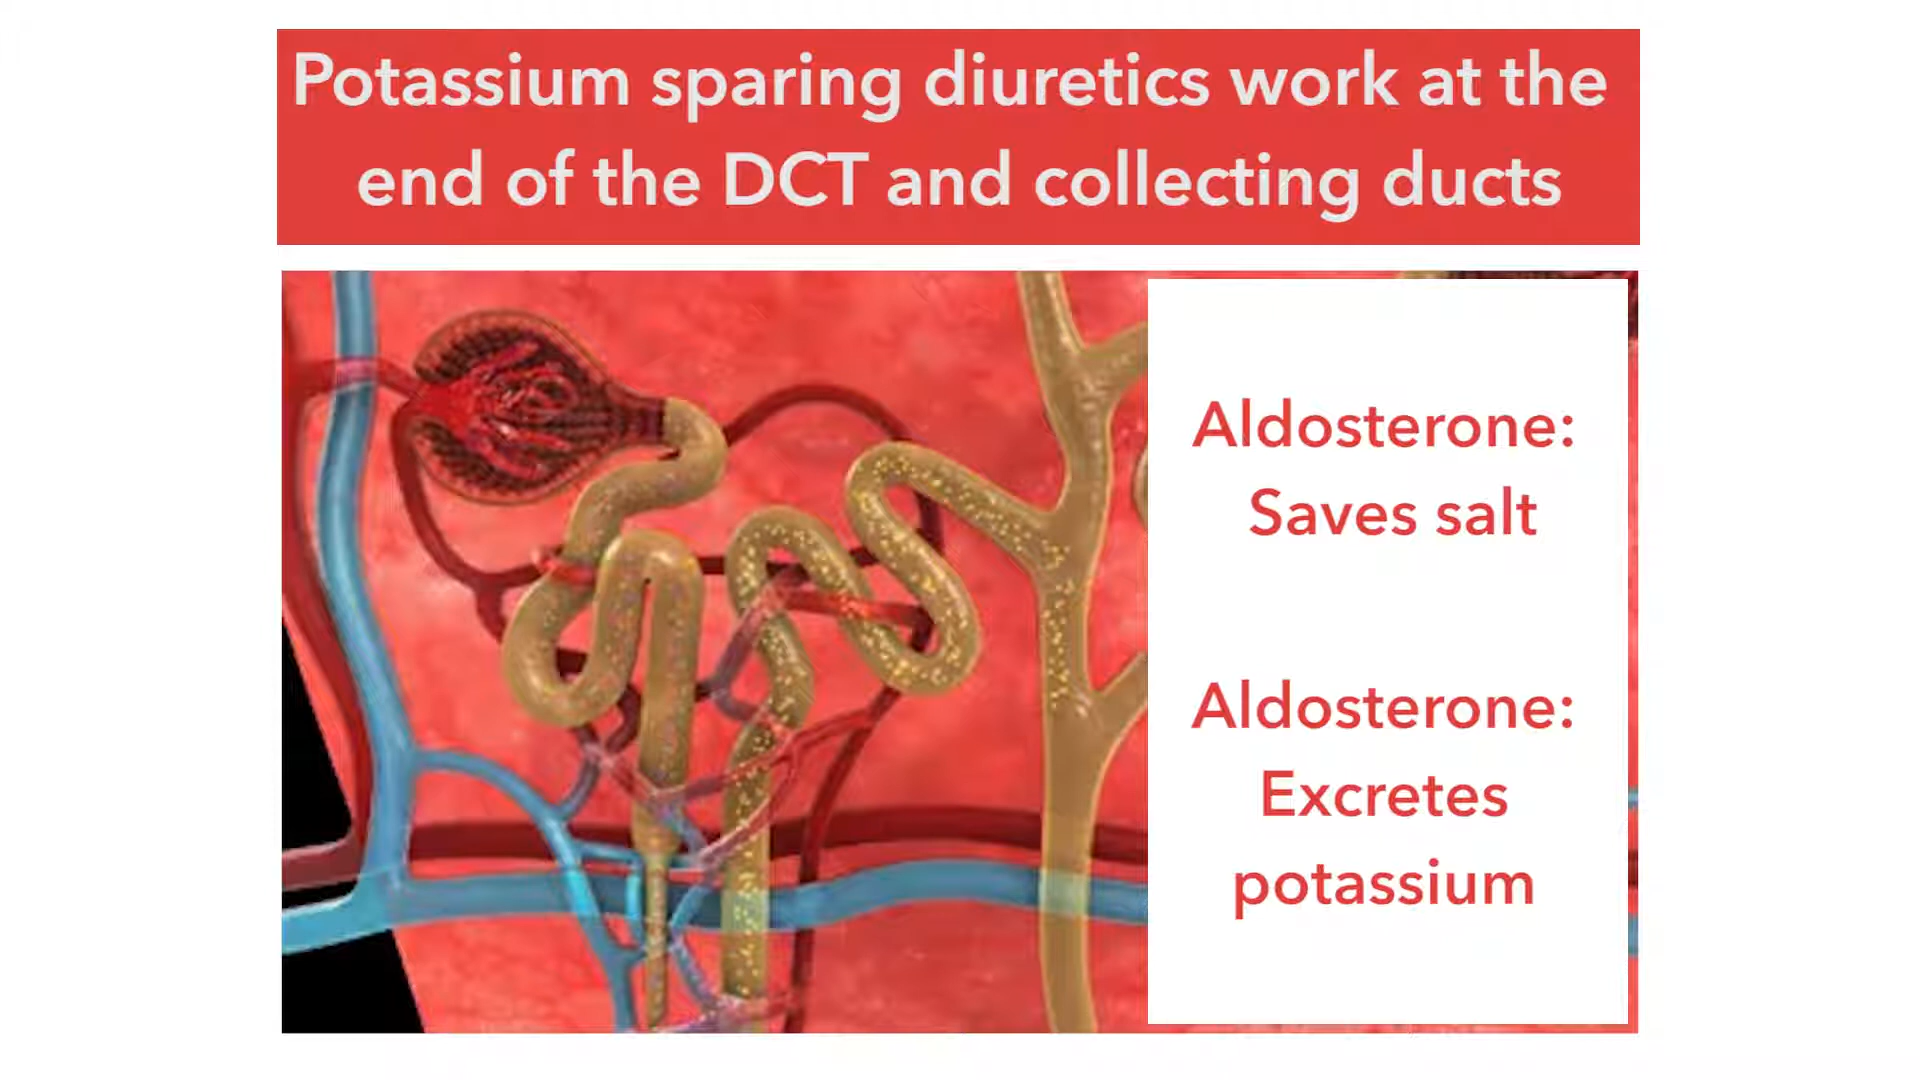 Potassium sparing diuretics work at the
end of the DCT and collecting ducts
Aldosterone:
Saves salt
Aldosterone:
Excretes
potassium